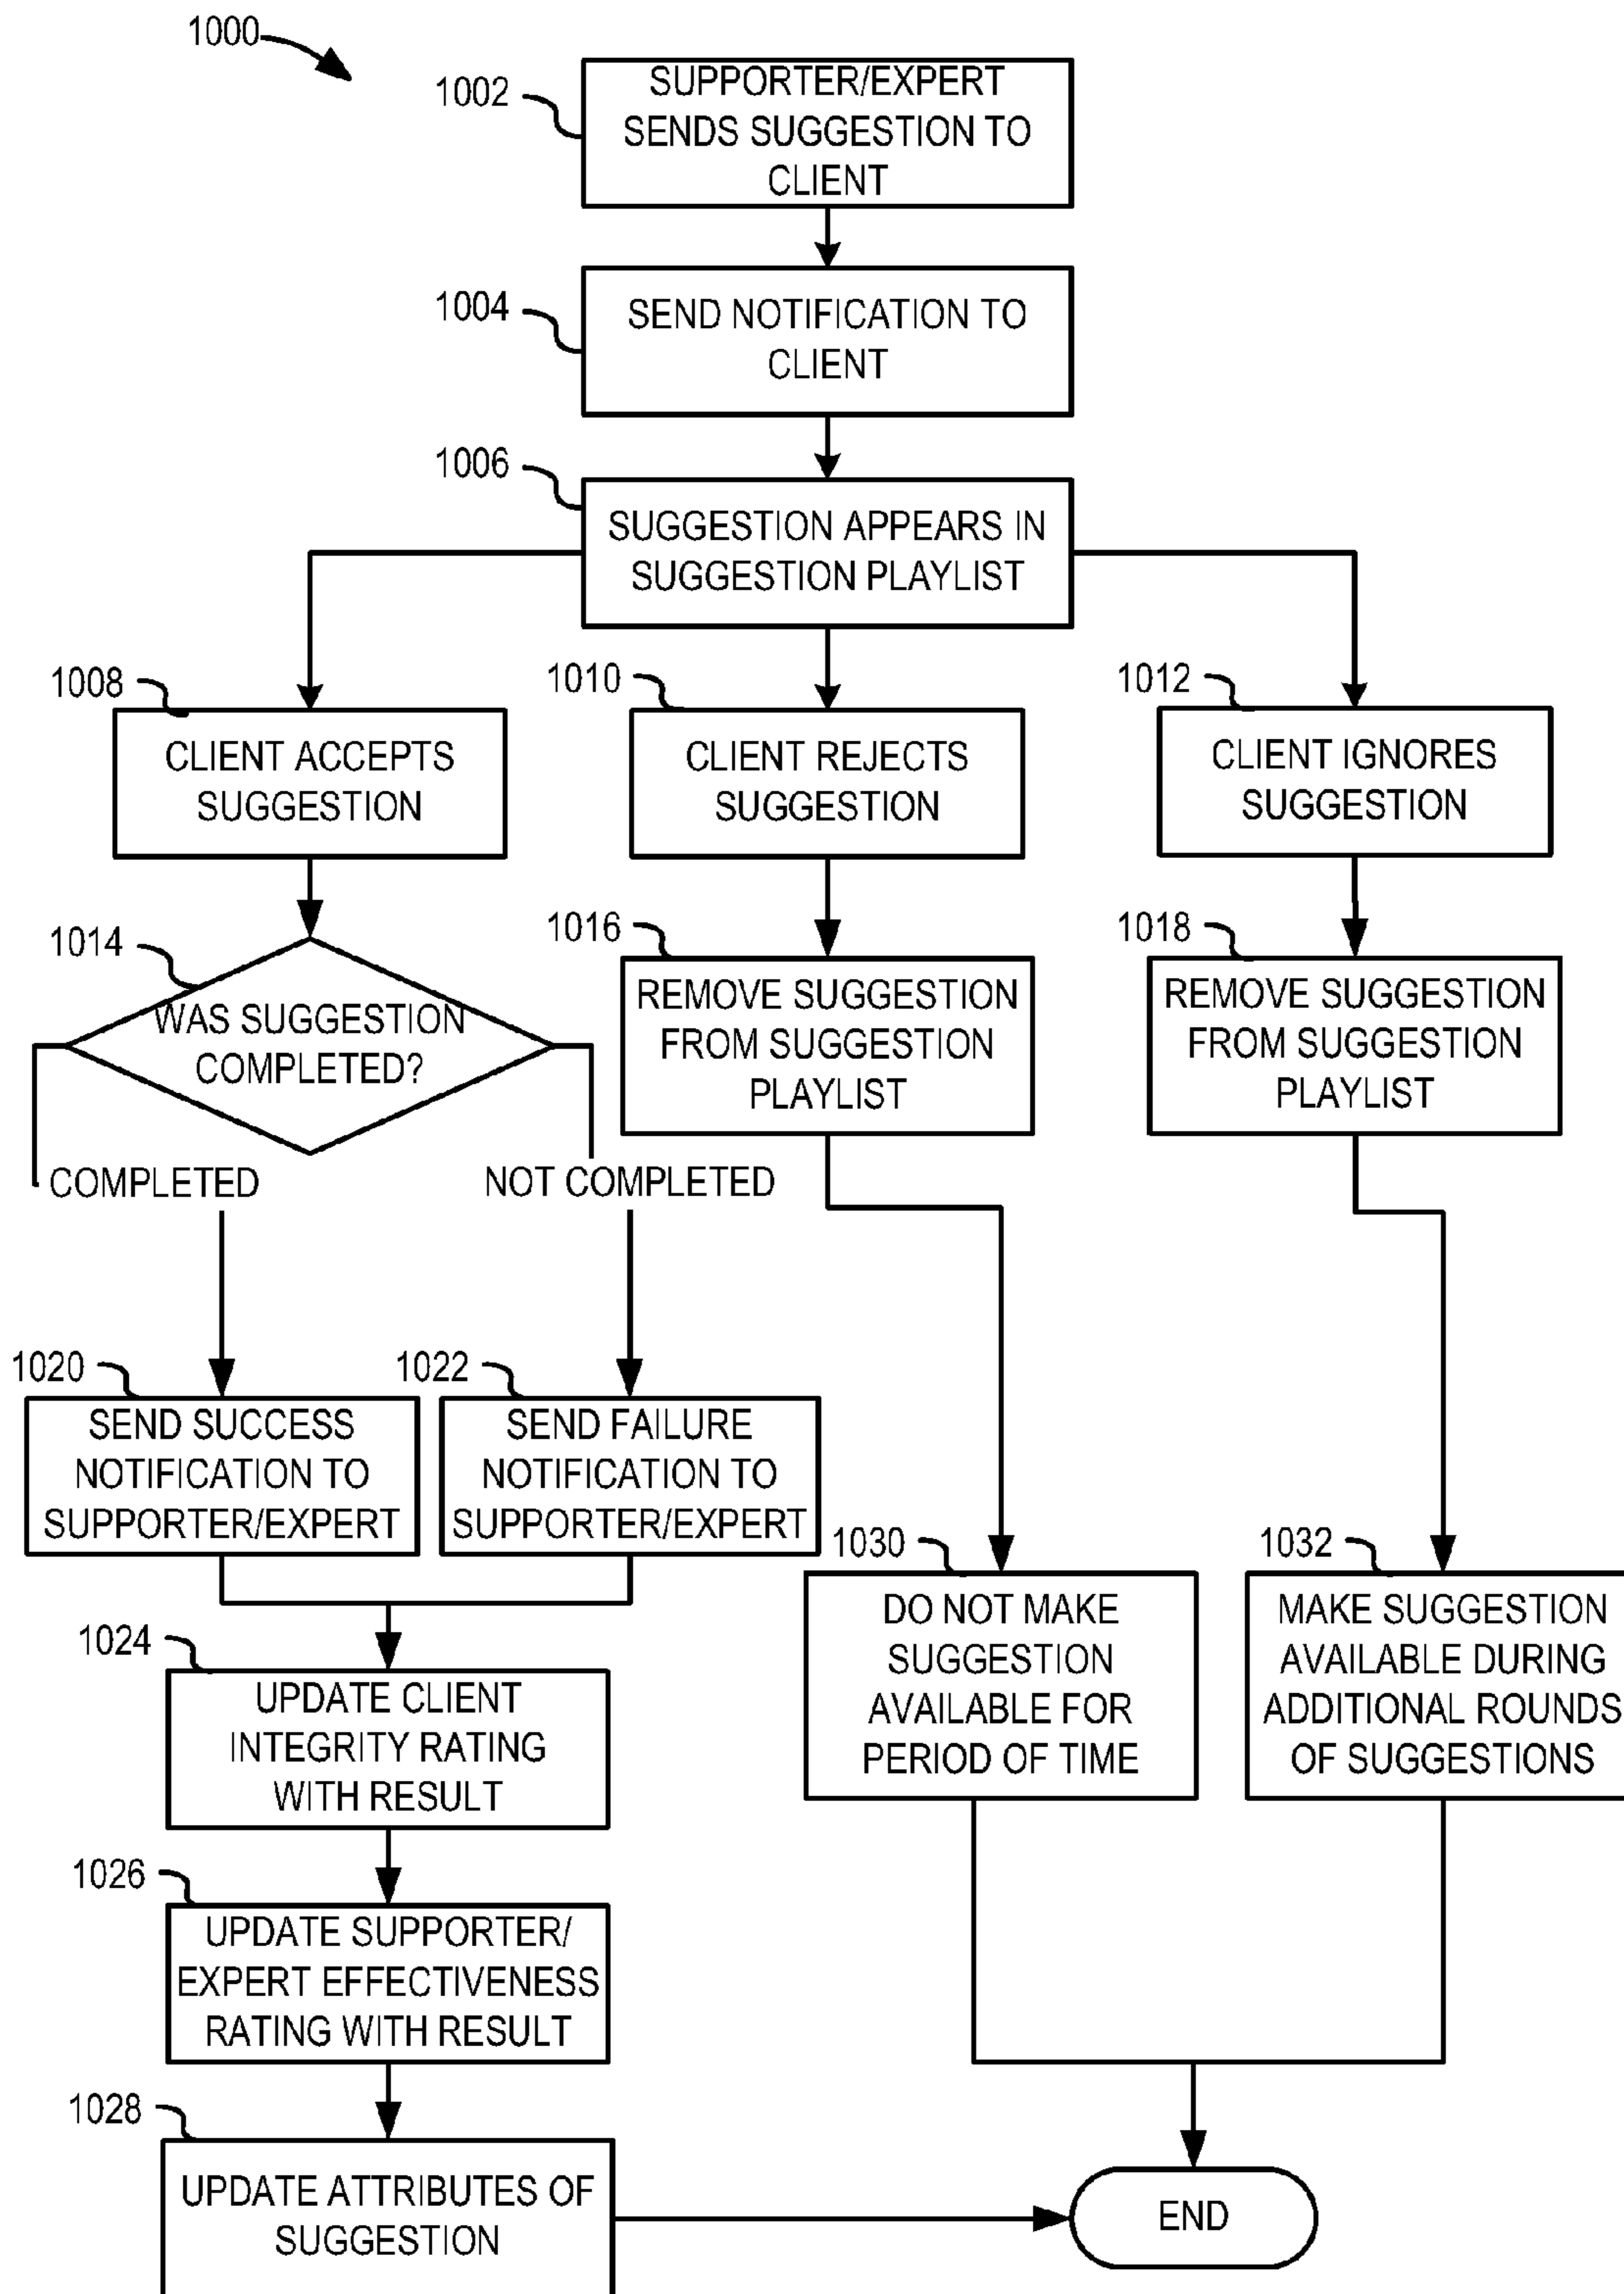 1000
1002
SUPPORTER/EXPERT
SENDS SUGGESTION TO
CLIENT
1004
SEND NOTIFICATION TO
CLIENT
1006
SUGGESTION APPEARS IN
SUGGESTION PLAYLIST
1008
CLIENT ACCEPTS
SUGGESTION
1010
CLIENT REJECTS
SUGGESTION
1012
CLIENT IGNORES
SUGGESTION
1014
WAS SUGGESTION
COMPLETED?
1016
REMOVE SUGGESTION
FROM SUGGESTION
PLAYLIST
1018
REMOVE SUGGESTION
FROM SUGGESTION
PLAYLIST
COMPLETED
NOT COMPLETED
1020
SEND SUCCESS
NOTIFICATION TO
SUPPORTER/EXPERT
1022
SEND FAILURE
NOTIFICATION TO
SUPPORTER/EXPERT
1030
DO NOT MAKE
SUGGESTION
AVAILABLE FOR
PERIOD OF TIME
1032
MAKE SUGGESTION
AVAILABLE DURING
ADDITIONAL ROUNDS
OF SUGGESTIONS
1024
UPDATE CLIENT
INTEGRITY RATING
WITH RESULT
1026
UPDATE SUPPORTER/
EXPERT EFFECTIVENESS
RATING WITH RESULT
1028
UPDATE ATTRIBUTES OF
SUGGESTION
END